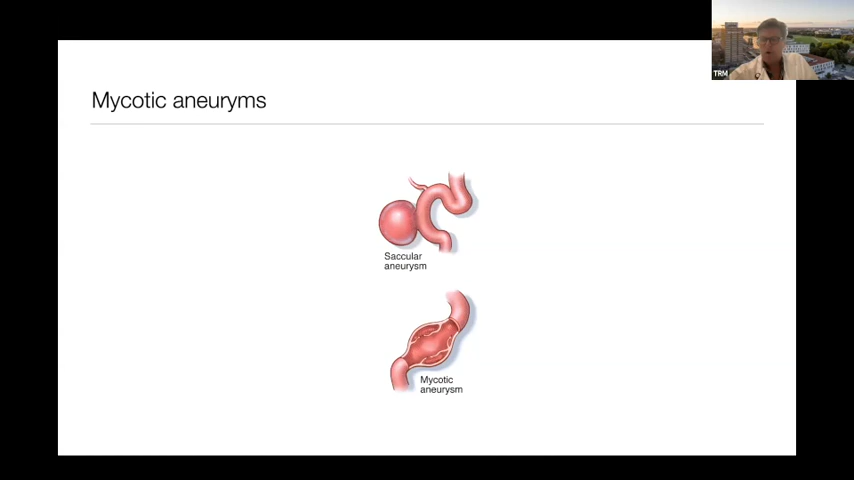 Mycotic aneuryms
TRM
Saccular
aneurysm
Mycotic
aneurysm